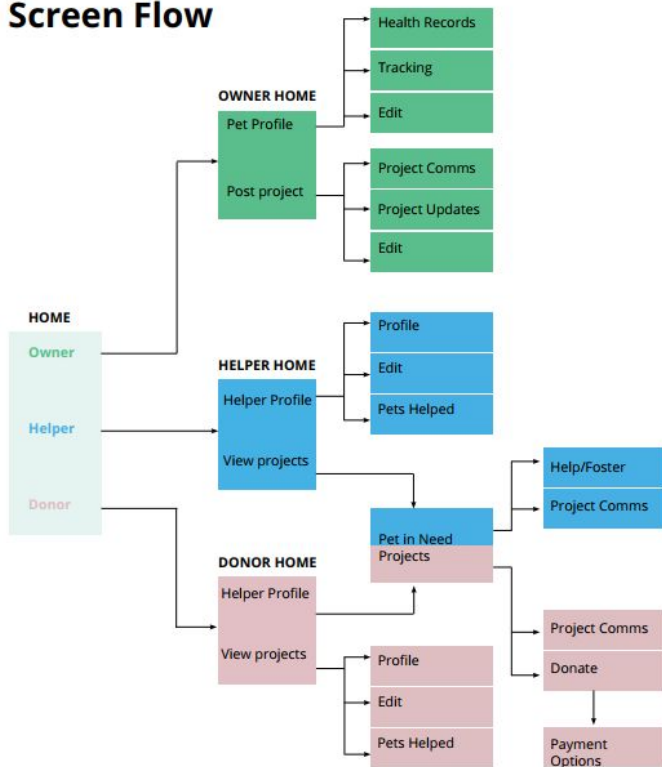 Screen Flow
HOME
Owner
Helper
Donor
OWNER HOME
Pet Profile
Post project
Health Records
Tracking
Edit
Project Comms
Project Updates
Edit
HELPER HOME
Helper Profile
View projects
Profile
Edit
Pets Helped
Pet in Need
Projects
Help/Foster
Project Comms
DONOR HOME
Helper Profile
View projects
Profile
Edit
Pets Helped
Project Comms
Donate
Payment
Options